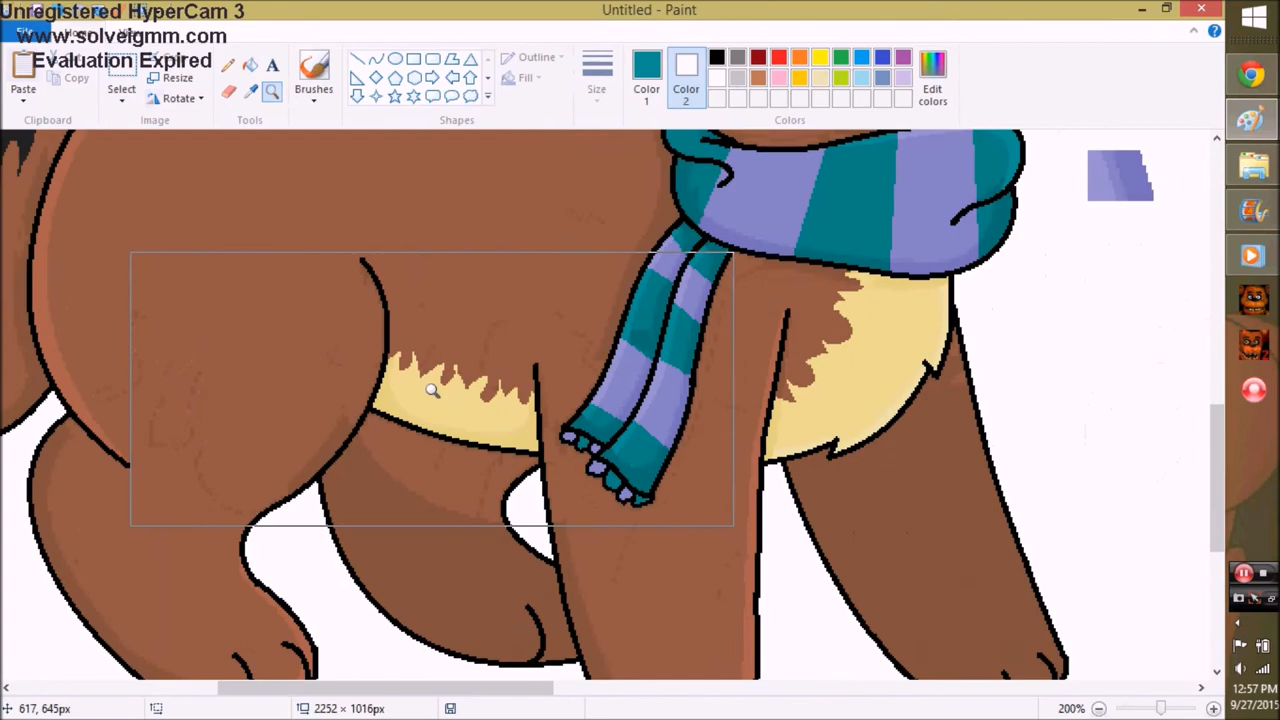 Unregistered HyperCam 3
www.solveigmm.com
Evaluation Expired
Untitled - Paint
Paste
Copy
Clipboard
Select
Resize
Rotate
Image
A
Tools
Brushes
Shapes
Outline
Fill
Size
Color 1
Color 2
Edit colors
Colors
617, 645px
2252 × 1016px
200%
12:57 PM
9/27/2015